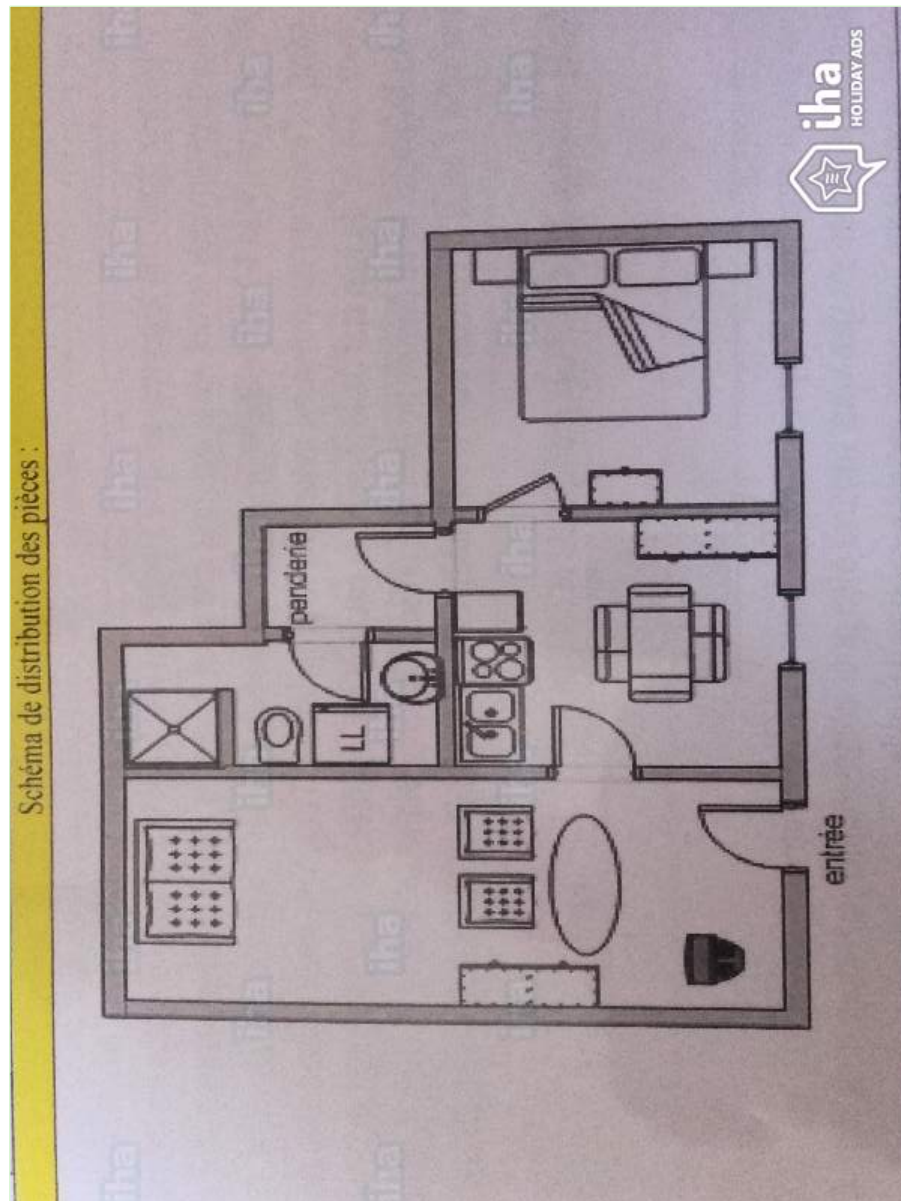 Schéma de distribution des pièces :
iha
HOLIDAY ADS
penderie
LL
entrée